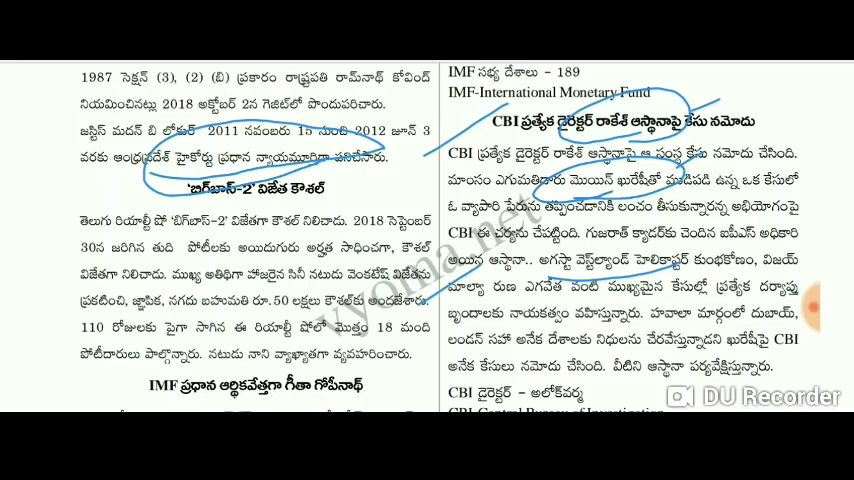 1987 సెక్షన్ (3), (2) (బి) ప్రకారం రాష్ట్రపతి రామ్‌నాథ్ కోవింద్
నియమించినట్లు 2018 అక్టోబర్ 2న గెజిట్‌లో పొందుపరిచారు.
జస్టిస్ మదన్ బి లోకుర్ 2011 నవంబరు 15 నుంచి 2012 జూన్ 3
వరకు ఆంధ్రప్రదేశ్ హైకోర్టు ప్రధాన న్యాయమూర్తిగా పనిచేసారు.
‘బిగ్‌బాస్-2’ విజేత కౌశల్
తెలుగు రియాల్టీ షో ‘బిగ్‌బాస్-2’ విజేతగా కౌశల్ నిలిచాడు. 2018 సెప్టెంబర్
30న జరిగిన తుది పోటీలకు అయిదుగురు అర్హత సాధించగా, కౌశల్
విజేతగా నిలిచాడు. ముఖ్య అతిథిగా హాజరైన సినీ నటుడు వెంకటేష్ విజేతను
ప్రకటించి, జ్ఞాపిక, నగదు బహుమతి రూ.50 లక్షలు కౌశల్‌కు అందజేశారు.
110 రోజులకు పైగా సాగిన ఈ రియాల్టీ షోలో మొత్తం 18 మంది
పోటీదారులు పాల్గొన్నారు. నటుడు నాని వ్యాఖ్యాతగా వ్యవహరించారు.
IMF ప్రధాన ఆర్థికవేత్తగా గీతా గోపీనాథ్
IMF సభ్య దేశాలు - 189
IMF-International Monetary Fund
CBI ప్రత్యేక డైరెక్టర్ రాకేశ్ ఆస్థానాపై కేసు నమోదు
CBI ప్రత్యేక డైరెక్టర్ రాకేశ్ ఆస్థానాపై ఆ సంస్థ కేసు నమోదు చేసింది.
మాంసం ఎగుమతిదారు మొయిన్ ఖురేషీతో ముడిపడి ఉన్న ఒక కేసులో
ఓ వ్యాపారి పేరును తప్పించడానికి లంచం తీసుకున్నారన్న అభియోగంపై
CBI ఈ చర్యను చేపట్టింది. గుజరాత్ క్యాడర్‌కు చెందిన ఐపీఎస్ అధికారి
అయిన ఆస్థానా.. అగస్టా వెస్ట్‌ల్యాండ్ హెలికాప్టర్ కుంభకోణం, విజయ్
మాల్యా రుణ ఎగవేత వంటి ముఖ్యమైన కేసుల్లో ప్రత్యేక దర్యాప్తు
బృందాలకు నాయకత్వం వహిస్తున్నారు. హవాలా మార్గంలో దుబాయ్,
లండన్ సహా అనేక దేశాలకు నిధులను చేరవేస్తున్నాడని ఖురేషీపై CBI
అనేక కేసులు నమోదు చేసింది. వీటిని ఆస్థానా పర్యవేక్షిస్తున్నారు.
CBI డైరెక్టర్ - అలోక్‌వర్మ
CBI-Central Bureau of Investigation
vyoma.net
DU Recorder